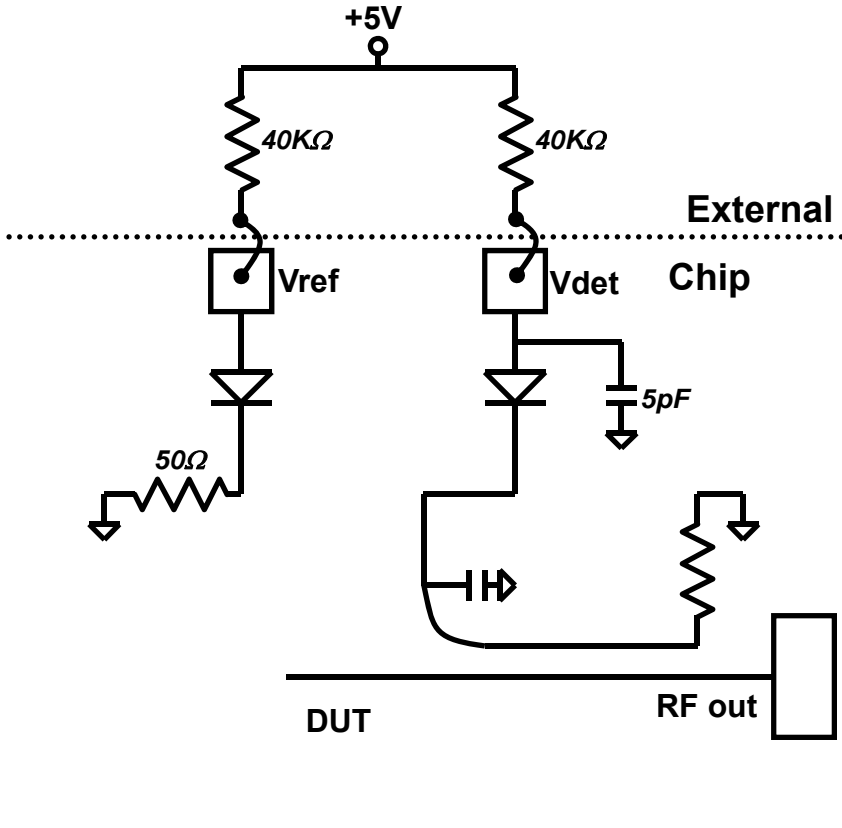 +5V
40KΩ
40KΩ
External
Vref
Vdet
Chip
5pF
50Ω
RF out
DUT